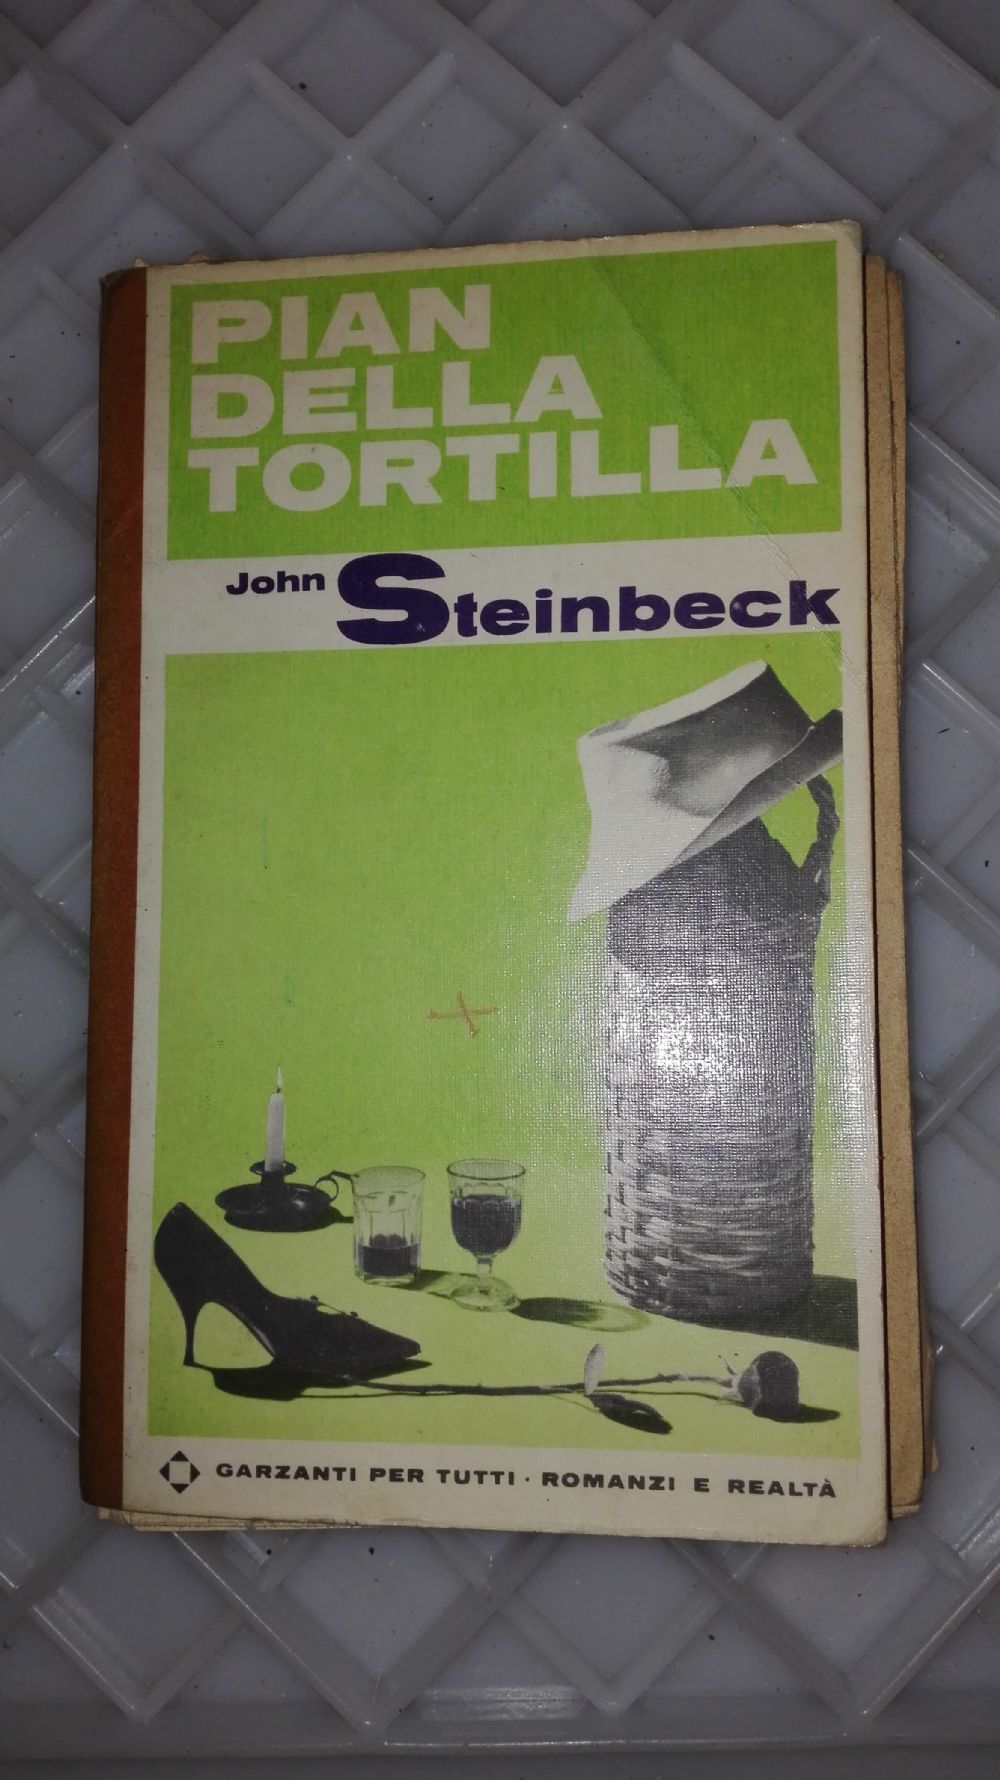 PIAN
DELLA
TORTILLA
John Steinbeck
GARZANTI PER TUTTI · ROMANZI E REALTÀ